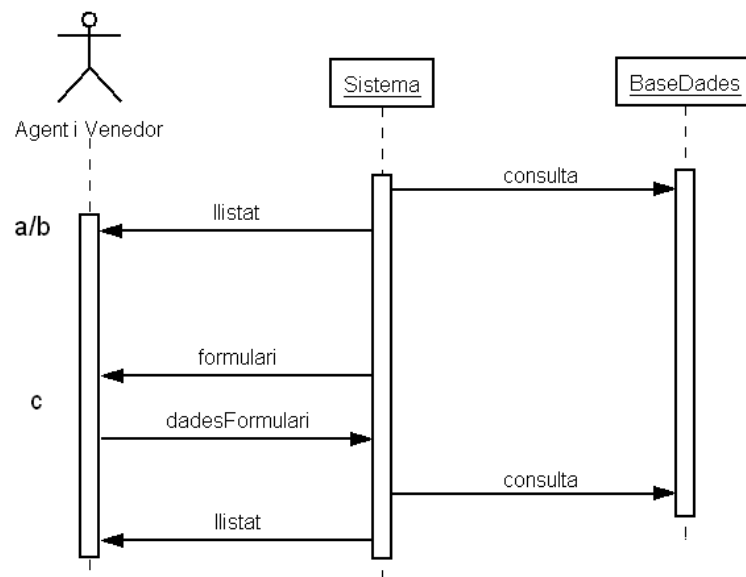 Sistema
BaseDades
Agent i Venedor
consulta
llistat
a/b
formulari
c
dadesFormulari
consulta
llistat